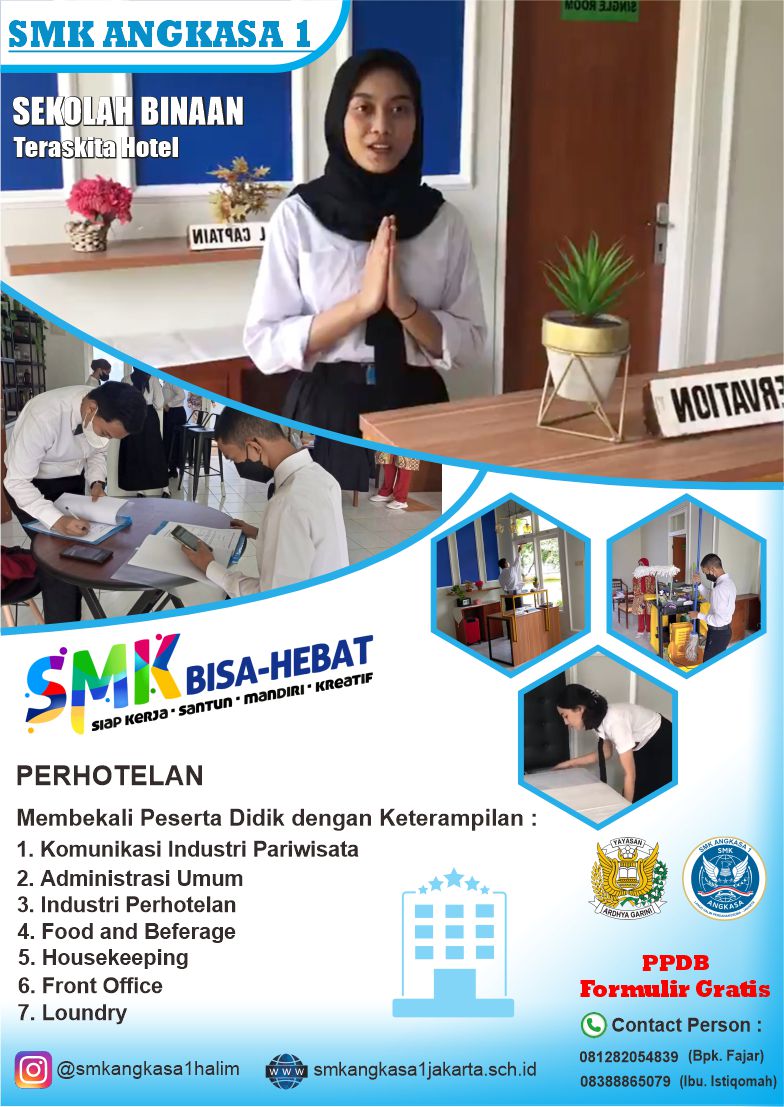 SMK ANGKASA 1
SEKOLAH BINAAN
Teraskita Hotel
SINGLE ROOM
L CAPTAIN
ERVATION
SMK BISA-HEBAT
SIAP KERJA • SANTUN • MANDIRI • KREATIF
PERHOTELAN
Membekali Peserta Didik dengan Keterampilan :
1. Komunikasi Industri Pariwisata
2. Administrasi Umum
3. Industri Perhotelan
4. Food and Beferage
5. Housekeeping
6. Front Office
7. Loundry
YAYASAN
ARDHYA GARINI
SMK ANGKASA 1
SMK
ANGKASA
PPDB
Formulir Gratis
Contact Person :
081282054839 (Bpk. Fajar)
08388865079 (Ibu. Istiqomah)
@smkangkasa1halim
smkangkasa1jakarta.sch.id